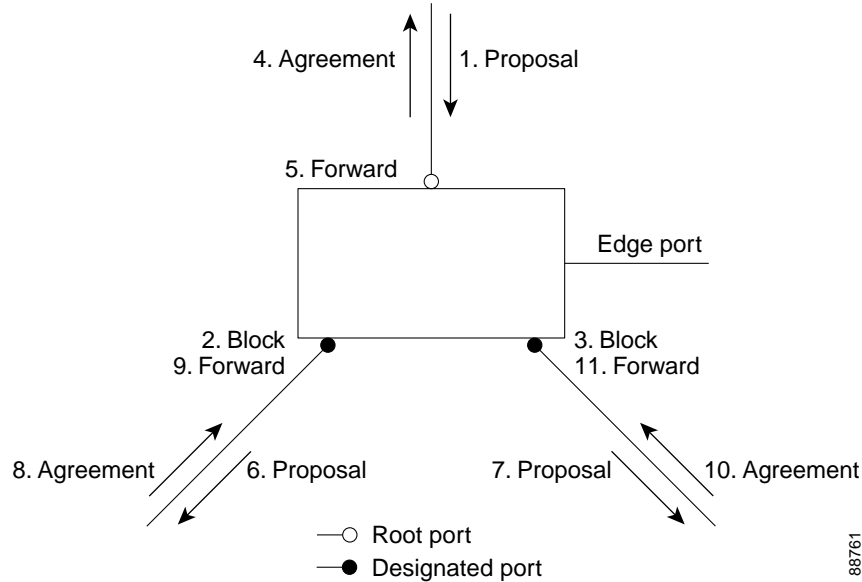 4. Agreement
1. Proposal
5. Forward
Edge port
2. Block
9. Forward
3. Block
11. Forward
8. Agreement
6. Proposal
7. Proposal
10. Agreement
Root port
Designated port
88761